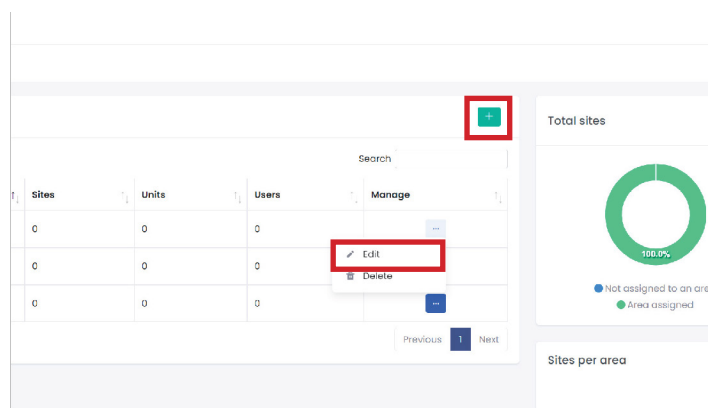 +
Total sites
Search
Sites Units Users Manage
0 0 0 ...
100.0%
Edit
0 0 0
Delete
Not assigned to an are
Area assigned
0 0 0 ...
Previous 1 Next
Sites per area